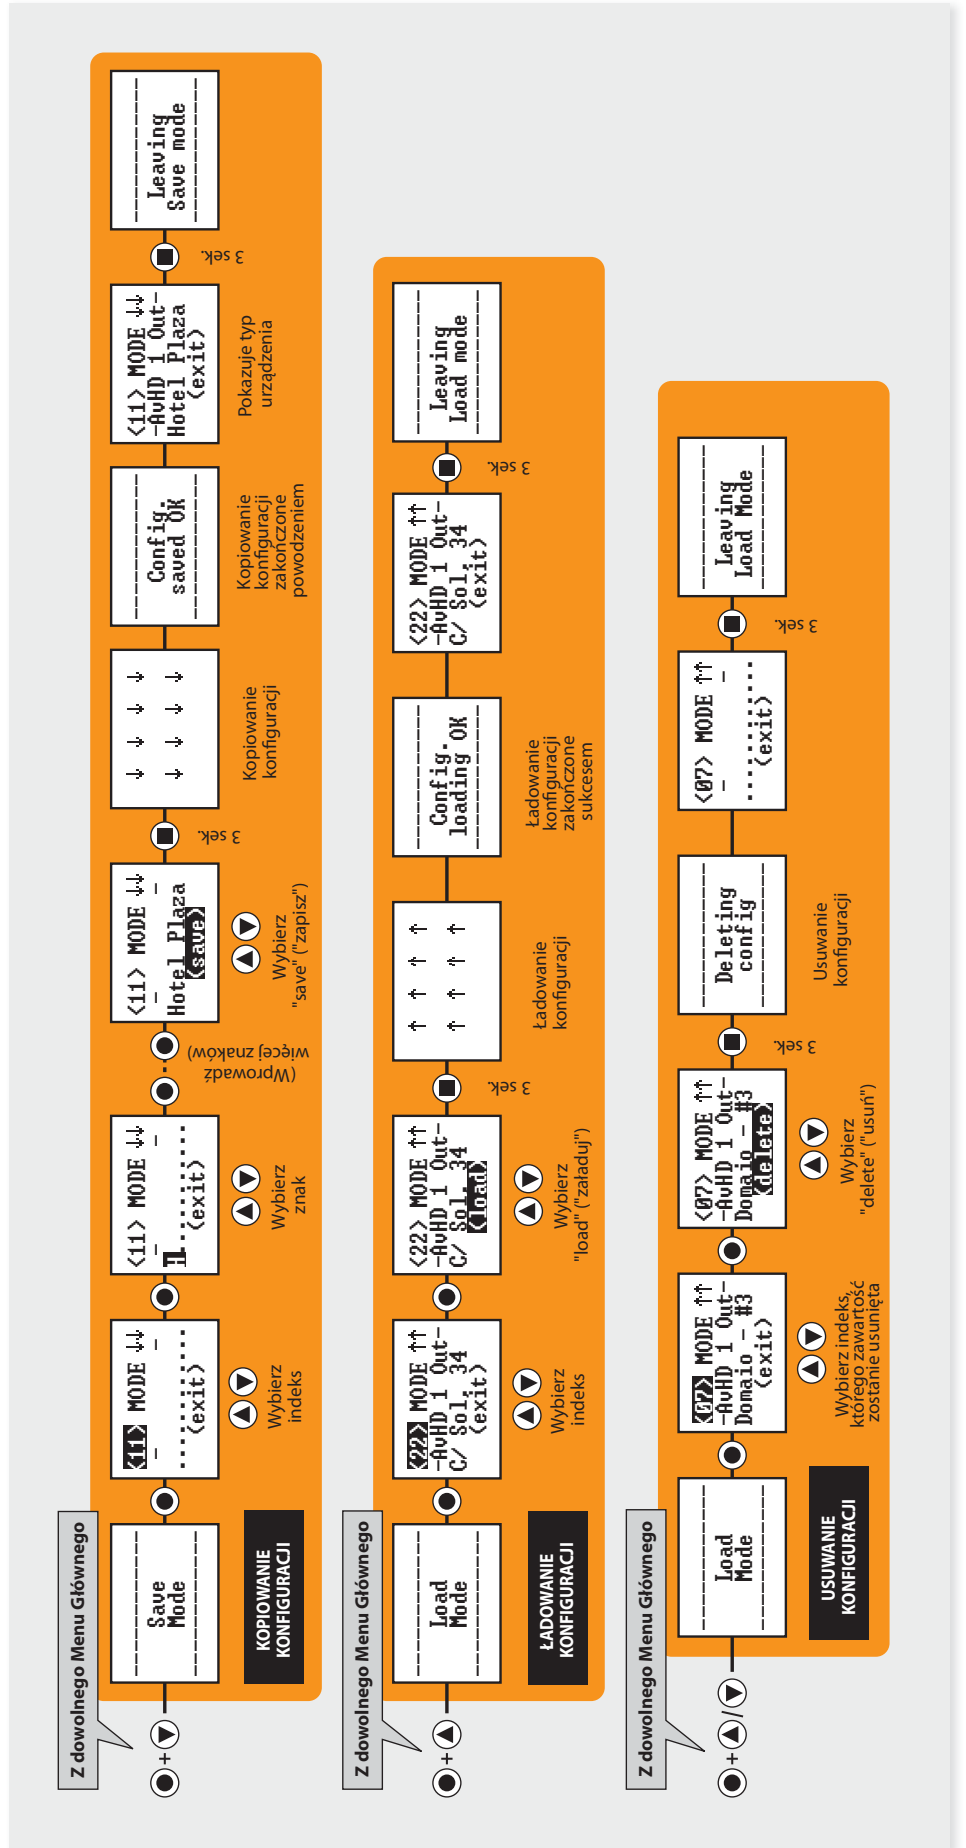 Z dowolnego Menu Głównego
KOPIOWANIE
KONFIGURACJI
+
Save
Mode
<11> MODE ↓↓
- -
.............
(exit)
Wybierz
indeks
<11> MODE ↓↓
- -
(exit)
Wybierz
znak
(Wprowadź
więcej znaków)
<11> MODE ↓↓
- -
Hotel Plaza
(save)
Wybierz
"save" ("zapisz")
3 sek.
↓ ↓ ↓ ↓
↓ ↓ ↓ ↓
Kopiowanie
konfiguracji
Config.
saved OK
Kopiowanie
konfiguracji
zakończone
powodzeniem
<11> MODE ↓↓
-AvHD 1 Out-
Hotel Plaza
(exit)
Pokazuje typ
urządzenia
3 sek.
Leaving
Save mode
Z dowolnego Menu Głównego
ŁADOWANIE
KONFIGURACJI
+
Load
Mode
<22> MODE ↑↑
-AvHD 1 Out-
C/ Sol, 34
(exit)
Wybierz
indeks
<22> MODE ↑↑
-AvHD 1 Out-
C/ Sol, 34
(load)
Wybierz
"load" ("załaduj")
3 sek.
↑ ↑ ↑ ↑
↑ ↑ ↑ ↑
Ładowanie
konfiguracji
Config.
loading OK
Ładowanie
konfiguracji
zakończone
sukcesem
<22> MODE ↑↑
-AvHD 1 Out-
C/ Sol, 34
(exit)
3 sek.
Leaving
Load mode
Z dowolnego Menu Głównego
USUWANIE
KONFIGURACJI
+ /
Load
Mode
<07> MODE ↑↑
-AvHD 1 Out-
Domaio - #3
(exit)
Wybierz indeks,
którego zawartość
zostanie usunięta
<07> MODE ↑↑
-AvHD 1 Out-
Domaio - #3
(delete)
Wybierz
"delete" ("usuń")
3 sek.
Deleting
config
Usuwanie
konfiguracji
<07> MODE ↑↑
- -
.............
(exit)
3 sek.
Leaving
Load Mode